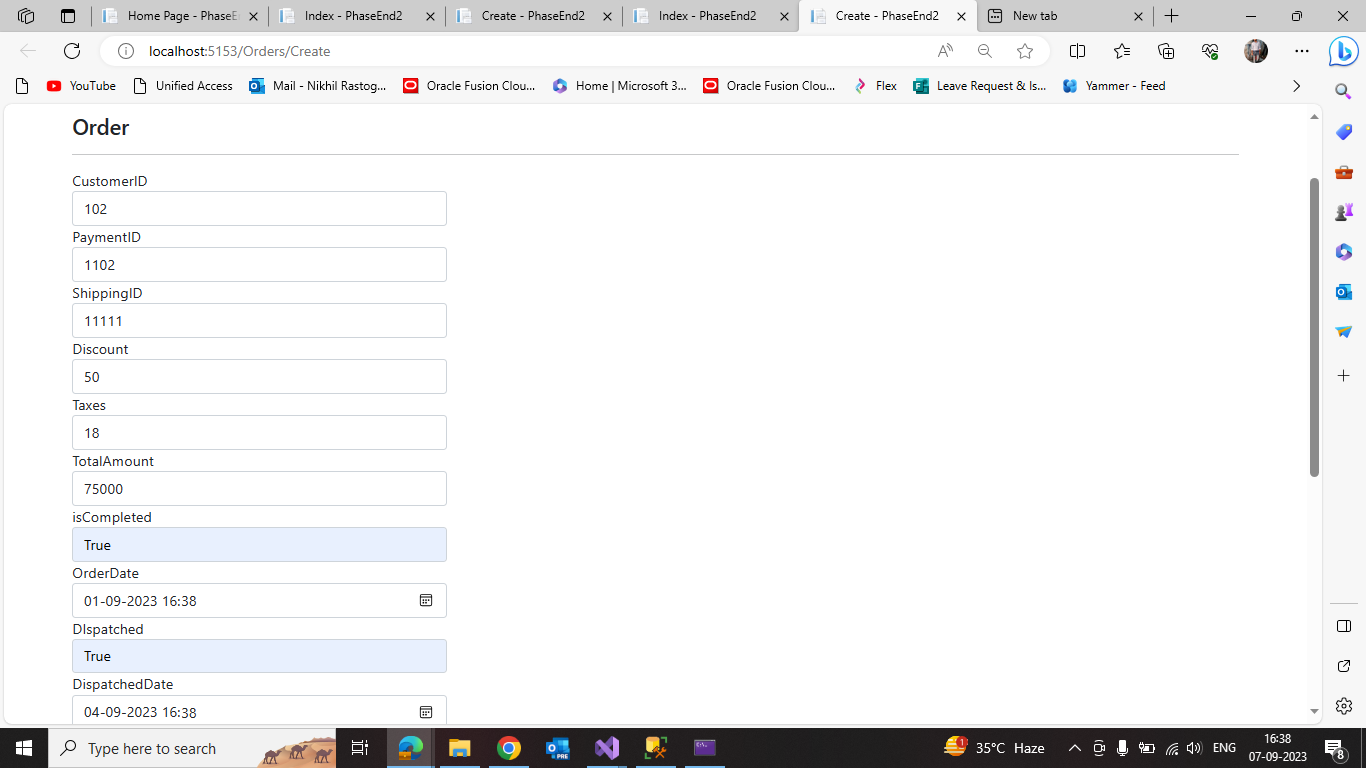 Home Page - PhaseE
Index - PhaseEnd2
Create - PhaseEnd2
Index - PhaseEnd2
Create - PhaseEnd2
New tab
localhost:5153/Orders/Create
YouTube
Unified Access
Mail - Nikhil Rastog...
Oracle Fusion Clou...
Home | Microsoft 3...
Oracle Fusion Clou...
Flex
Leave Request & Is...
Yammer - Feed
Order
CustomerID
102
PaymentID
1102
ShippingID
11111
Discount
50
Taxes
18
TotalAmount
75000
isCompleted
True
OrderDate
01-09-2023 16:38
DIspatched
True
DispatchedDate
04-09-2023 16:38
Type here to search
PRE
1
35°C Haze
ENG
16:38
07-09-2023
8